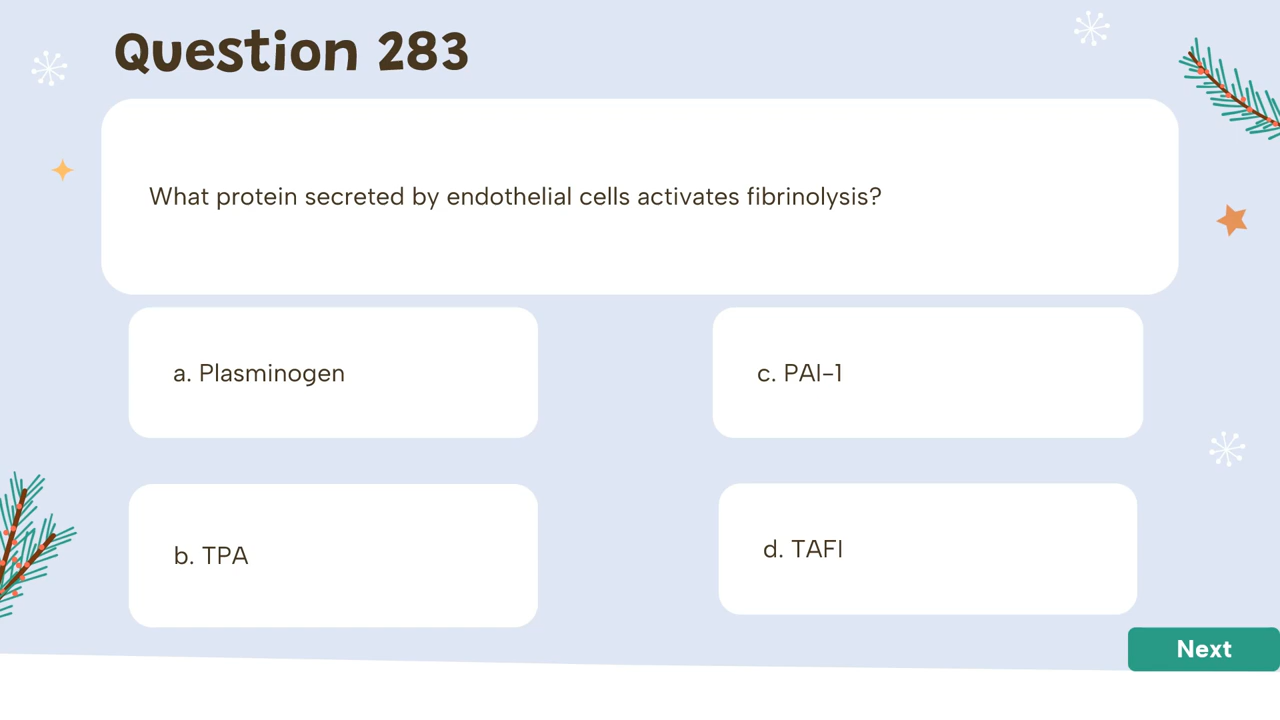 Question 283
What protein secreted by endothelial cells activates fibrinolysis?
a. Plasminogen
c. PAI-1
b. TPA
d. TAFI
Next